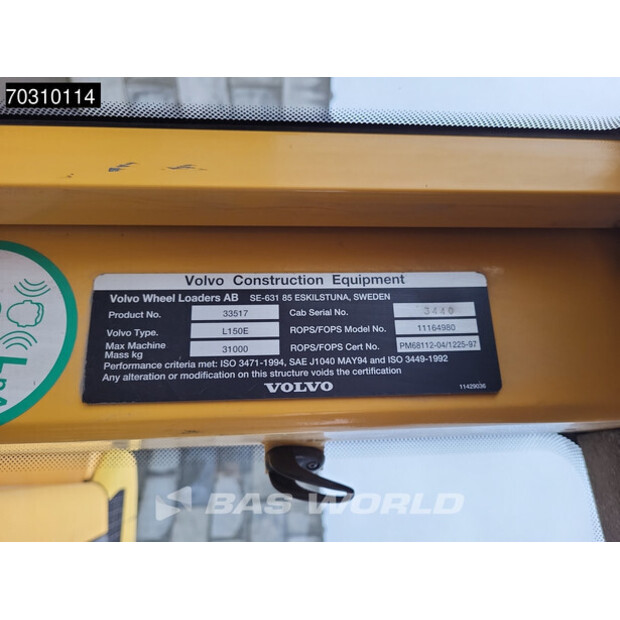 70310114
Volvo Construction Equipment
Volvo Wheel Loaders AB SE-631 85 ESKILSTUNA, SWEDEN
Product No. 33517 Cab Serial No. 3440
Volvo Type. L150E ROPS/FOPS Model No. 11164980
Max Machine Mass kg 31000 ROPS/FOPS Cert No. PM68112-04/1225-97
Performance criteria met: ISO 3471-1994, SAE J1040 MAY94 and ISO 3449-1992
Any alteration or modification on this structure voids the certification
VOLVO
11429036
BAS WORLD